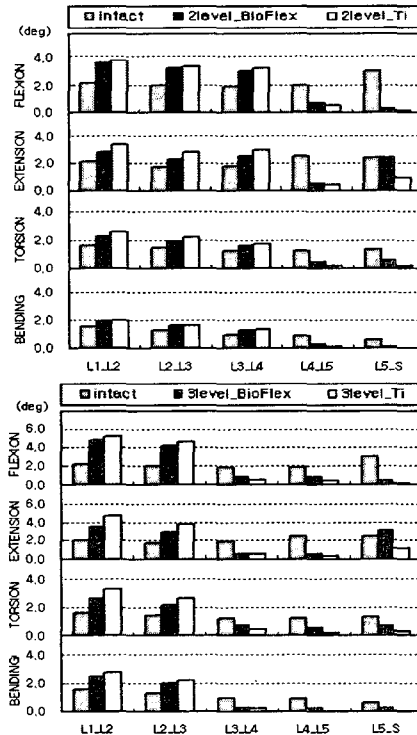 (deg) intact 2level_BioFlex 2level_Ti
FLEXION 4.0 2.0 0.0
EXTENSION 4.0 2.0 0.0
TORSION 4.0 2.0 0.0
BENDING 4.0 2.0 0.0
L1_L2 L2_L3 L3_L4 L4_L5 L5_S
(deg) intact 3level_BioFlex 3level_Ti
FLEXION 6.0 4.0 2.0 0.0
EXTENSION 6.0 4.0 2.0 0.0
TORSION 4.0 2.0 0.0
BENDING 4.0 2.0 0.0
L1_L2 L2_L3 L3_L4 L4_L5 L5_S